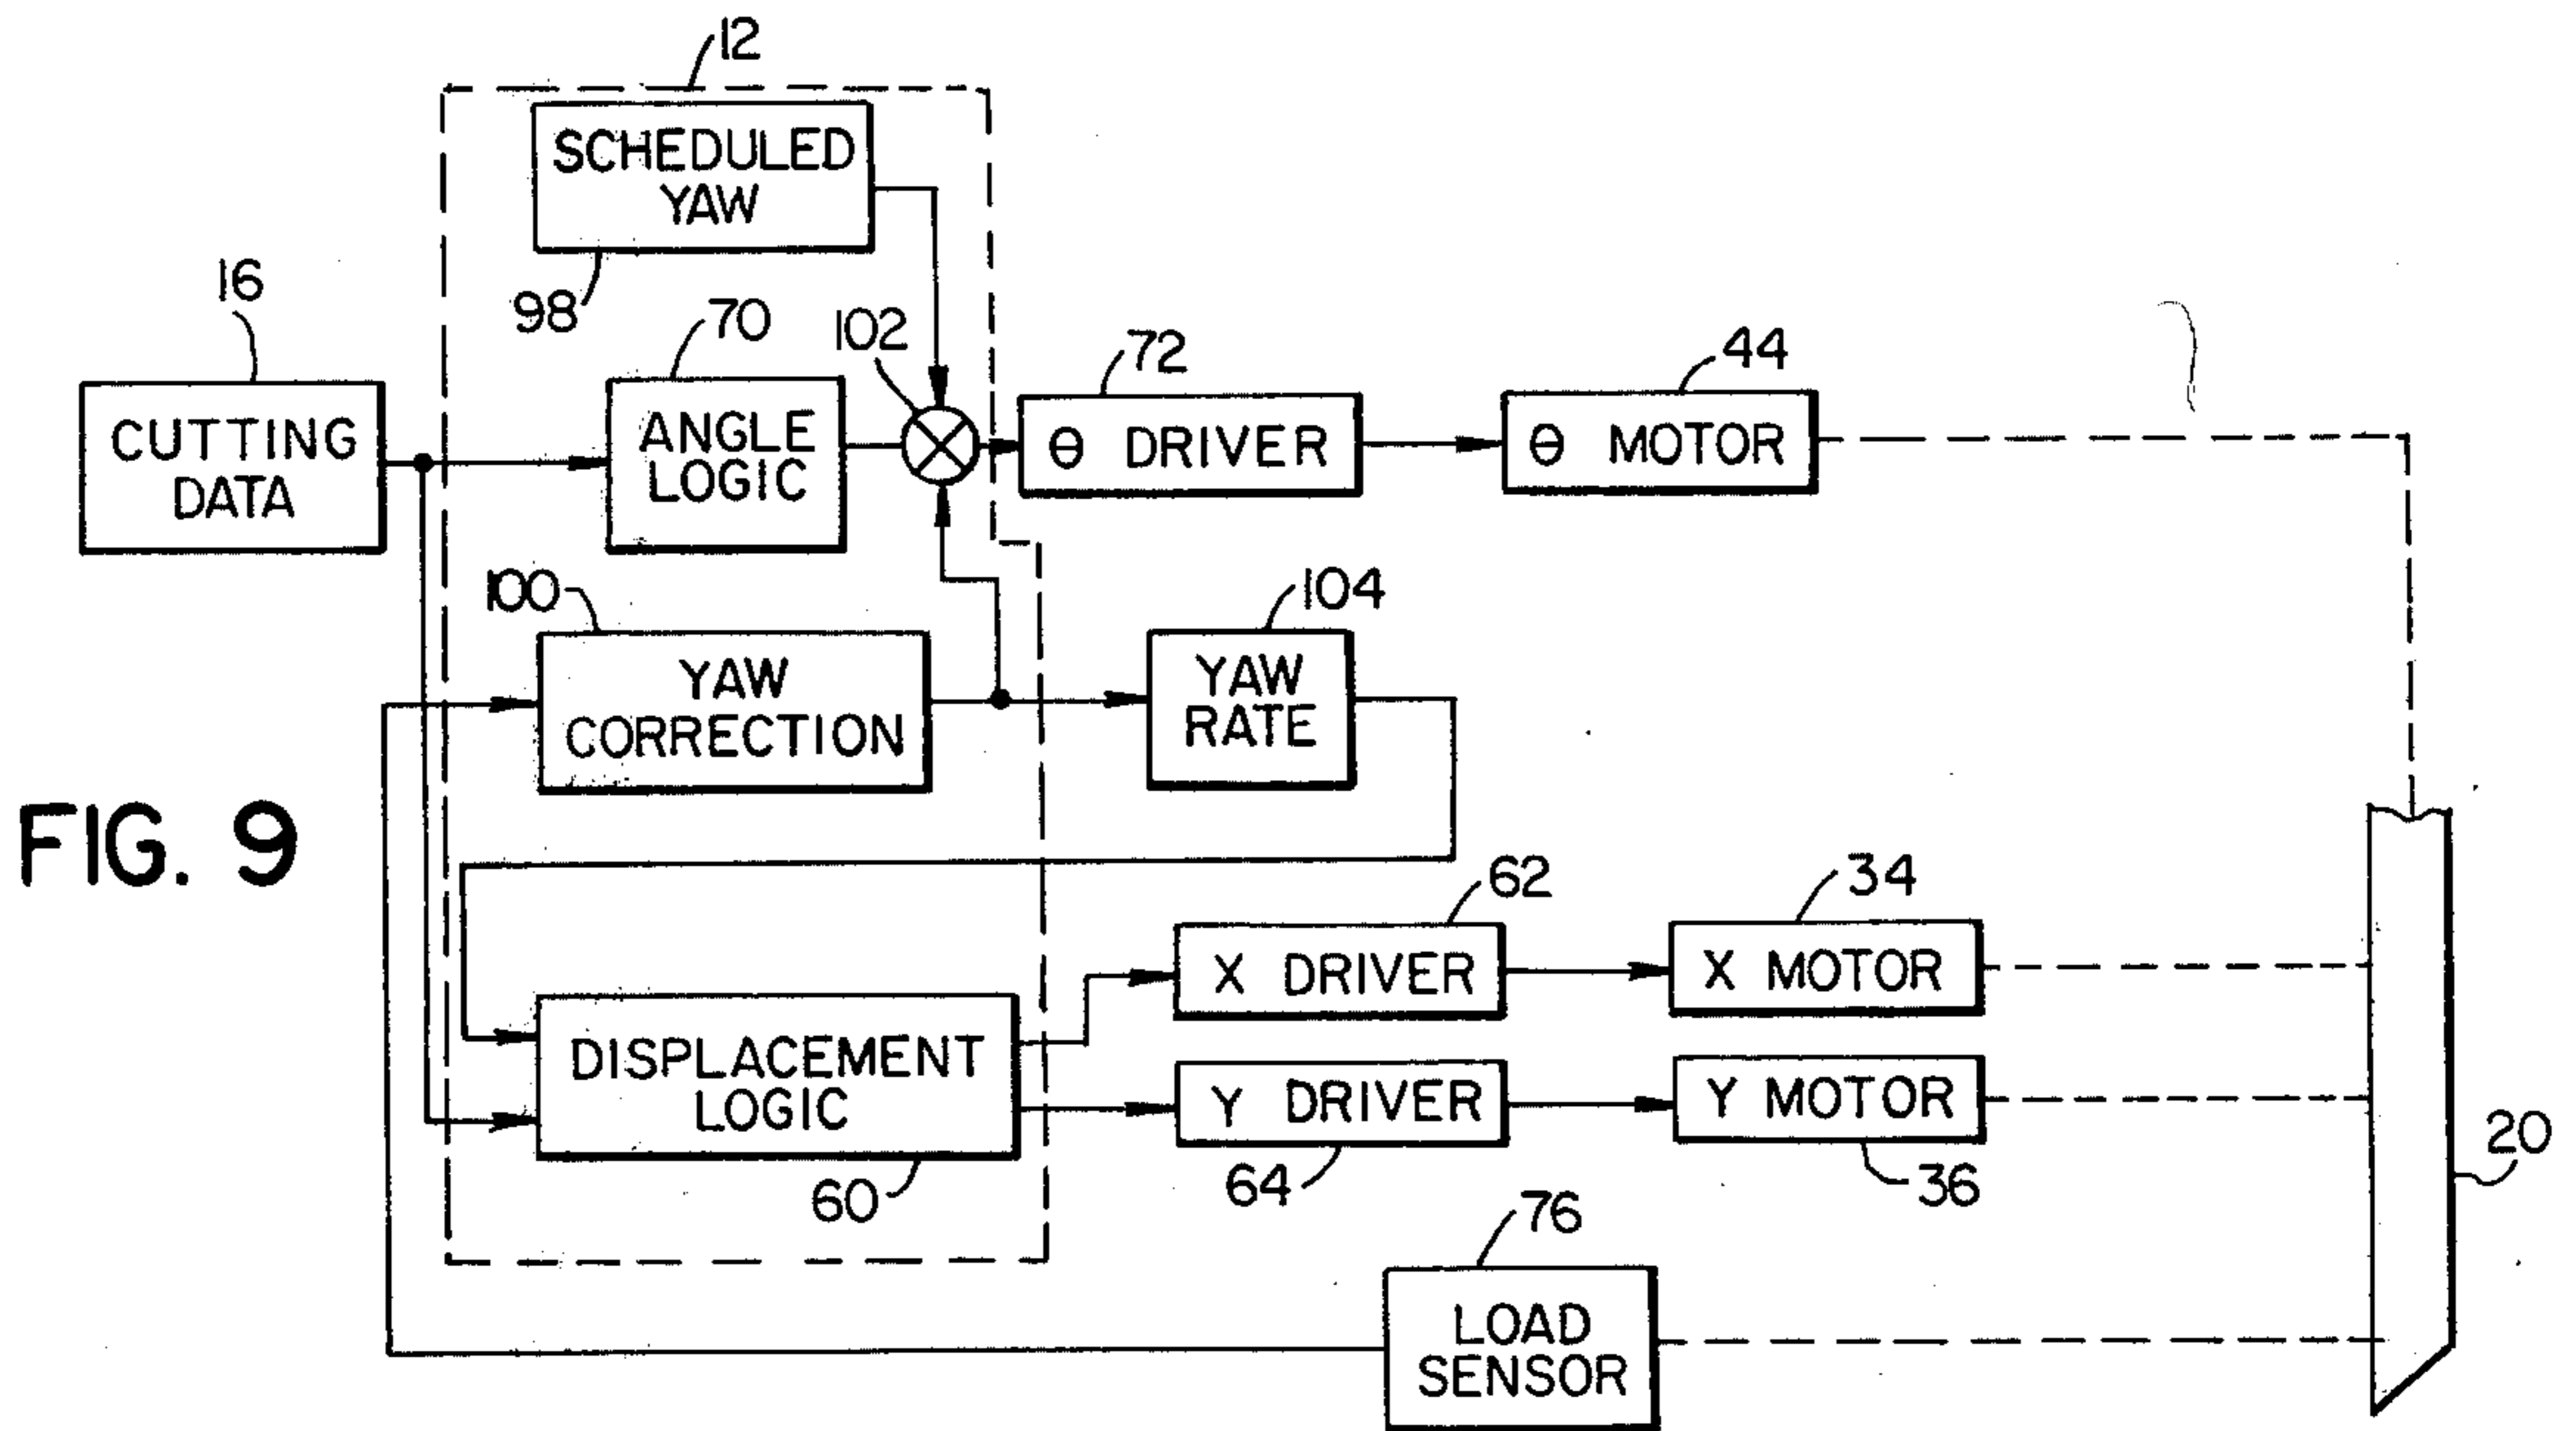 12
SCHEDULED
YAW
98
16
CUTTING
DATA
70
ANGLE
LOGIC
102
72
θ DRIVER
44
θ MOTOR
100
YAW
CORRECTION
104
YAW
RATE
FIG. 9
62
X DRIVER
34
X MOTOR
DISPLACEMENT
LOGIC
60
Y DRIVER
64
Y MOTOR
36
20
76
LOAD
SENSOR